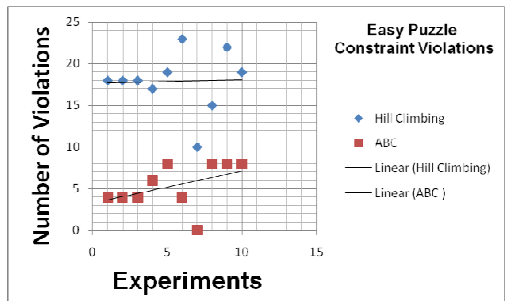 Easy Puzzle
Constraint Violations
Number of Violations
25
20
15
10
5
0
0
5
10
15
Experiments
Hill Climbing
ABC
Linear (Hill Climbing)
Linear (ABC )